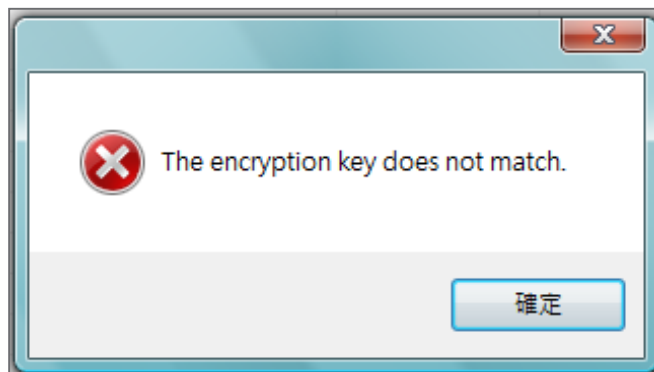 The encryption key does not match.
確定